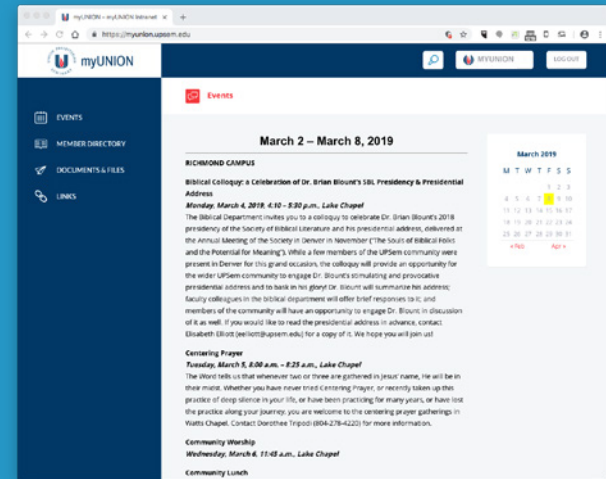 myUNION – myUNION Intranet
https://myunion.upsem.edu
myUNION
MYUNION
LOG OUT
EVENTS
MEMBER DIRECTORY
DOCUMENTS & FILES
LINKS
Events
March 2 – March 8, 2019
RICHMOND CAMPUS
Biblical Colloquy: a Celebration of Dr. Brian Blount's SBL Presidency & Presidential
Address
Monday, March 4, 2019, 4:10 – 5:30 p.m., Lake Chapel
The Biblical Department invites you to a colloquy to celebrate Dr. Brian Blount's 2018
presidency of the Society of Biblical Literature and his presidential address, delivered at
the Annual Meeting of the Society in Denver in November ("The Souls of Biblical Folks
and the Potential for Meaning"). While a few members of the UPSem community were
present in Denver for this grand occasion, the colloquy will provide an opportunity for
the wider UPSem community to engage Dr. Blount's stimulating and provocative
presidential address and to bask in his glory! Dr. Blount will summarize his address;
faculty colleagues in the biblical department will offer brief responses to it; and
members of the community will have an opportunity to engage Dr. Blount in discussion
of it as well. If you would like to read the presidential address in advance, contact
Elisabeth Elliott (eelliott@upsem.edu) for a copy of it. We hope you will join us!
Centering Prayer
Tuesday, March 5, 8:00 a.m. – 8:25 a.m., Lake Chapel
The Word tells us that whenever two or three are gathered in Jesus' name, He will be in
their midst. Whether you have never tried Centering Prayer, or recently taken up this
practice of deep silence in your life, or have been practicing for many years, or have lost
the practice along your journey, you are welcome to the centering prayer gatherings in
Watts Chapel. Contact Dorothee Tripodi (804-278-4220) for more information.
Community Worship
Wednesday, March 6, 11:45 a.m., Lake Chapel
Community Lunch
March 2019
M T W T F S S
1 2 3
4 5 6 7 8 9 10
11 12 13 14 15 16 17
18 19 20 21 22 23 24
25 26 27 28 29 30 31
« Feb Apr »